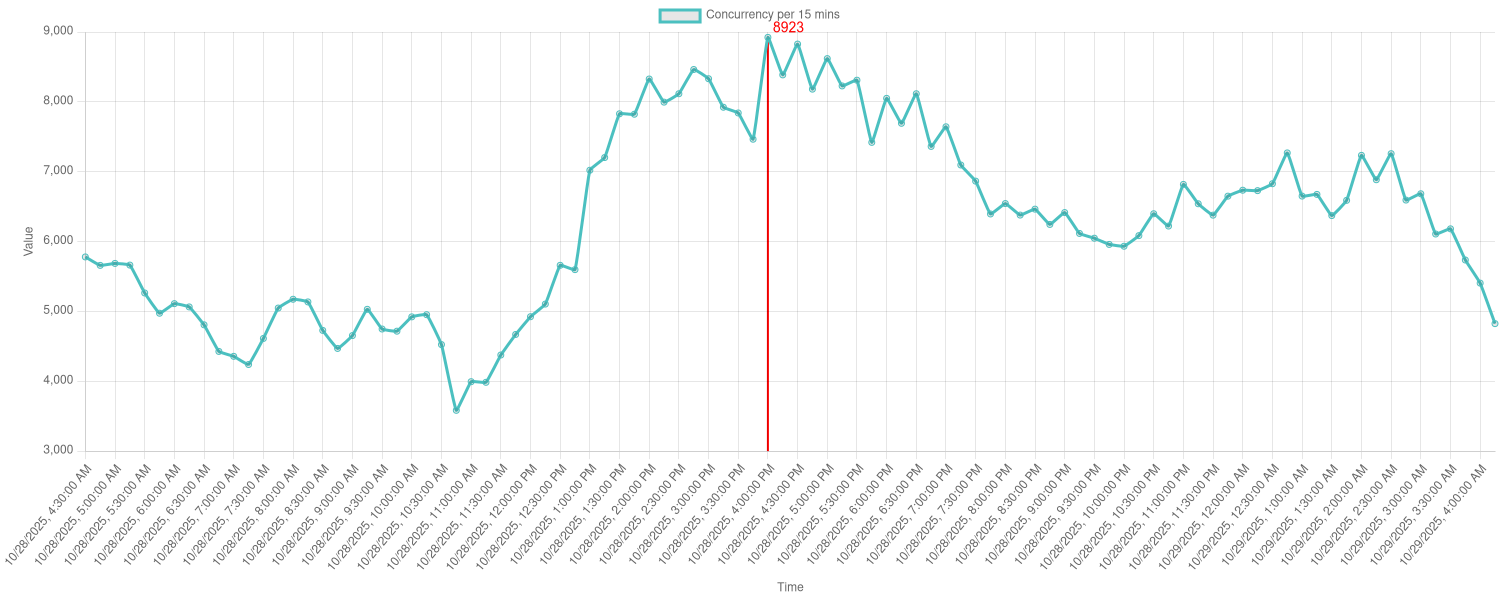 Concurrency per 15 mins
8923
9,000
8,000
7,000
6,000
5,000
4,000
3,000
Value
10/28/2025, 4:30:00 AM
10/28/2025, 5:00:00 AM
10/28/2025, 5:30:00 AM
10/28/2025, 6:00:00 AM
10/28/2025, 6:30:00 AM
10/28/2025, 7:00:00 AM
10/28/2025, 7:30:00 AM
10/28/2025, 8:00:00 AM
10/28/2025, 8:30:00 AM
10/28/2025, 9:00:00 AM
10/28/2025, 9:30:00 AM
10/28/2025, 10:00:00 AM
10/28/2025, 10:30:00 AM
10/28/2025, 11:00:00 AM
10/28/2025, 11:30:00 AM
10/28/2025, 12:00:00 PM
10/28/2025, 12:30:00 PM
10/28/2025, 1:00:00 PM
10/28/2025, 1:30:00 PM
10/28/2025, 2:00:00 PM
10/28/2025, 2:30:00 PM
10/28/2025, 3:00:00 PM
10/28/2025, 3:30:00 PM
10/28/2025, 4:00:00 PM
10/28/2025, 4:30:00 PM
10/28/2025, 5:00:00 PM
10/28/2025, 5:30:00 PM
10/28/2025, 6:00:00 PM
10/28/2025, 6:30:00 PM
10/28/2025, 7:00:00 PM
10/28/2025, 7:30:00 PM
10/28/2025, 8:00:00 PM
10/28/2025, 8:30:00 PM
10/28/2025, 9:00:00 PM
10/28/2025, 9:30:00 PM
10/28/2025, 10:00:00 PM
10/28/2025, 10:30:00 PM
10/28/2025, 11:00:00 PM
10/28/2025, 11:30:00 PM
10/29/2025, 12:00:00 AM
10/29/2025, 12:30:00 AM
10/29/2025, 1:00:00 AM
10/29/2025, 1:30:00 AM
10/29/2025, 2:00:00 AM
10/29/2025, 2:30:00 AM
10/29/2025, 3:00:00 AM
10/29/2025, 3:30:00 AM
10/29/2025, 4:00:00 AM
Time